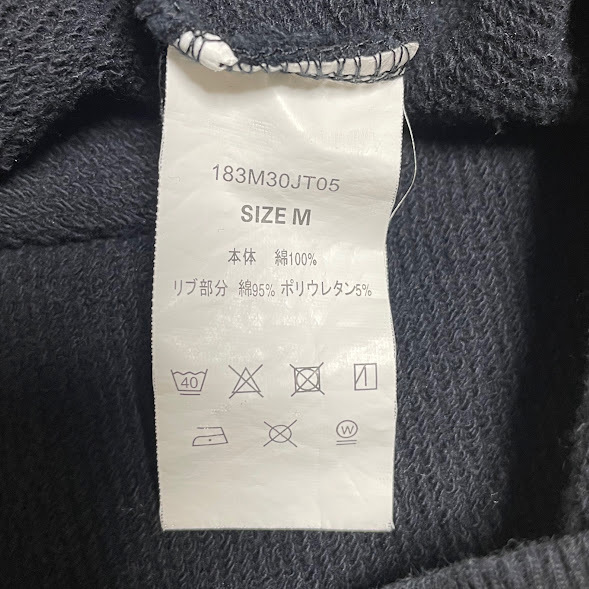 183M30JT05
SIZE M
本体 綿100%
リブ部分 綿95% ポリウレタン5%
40
W